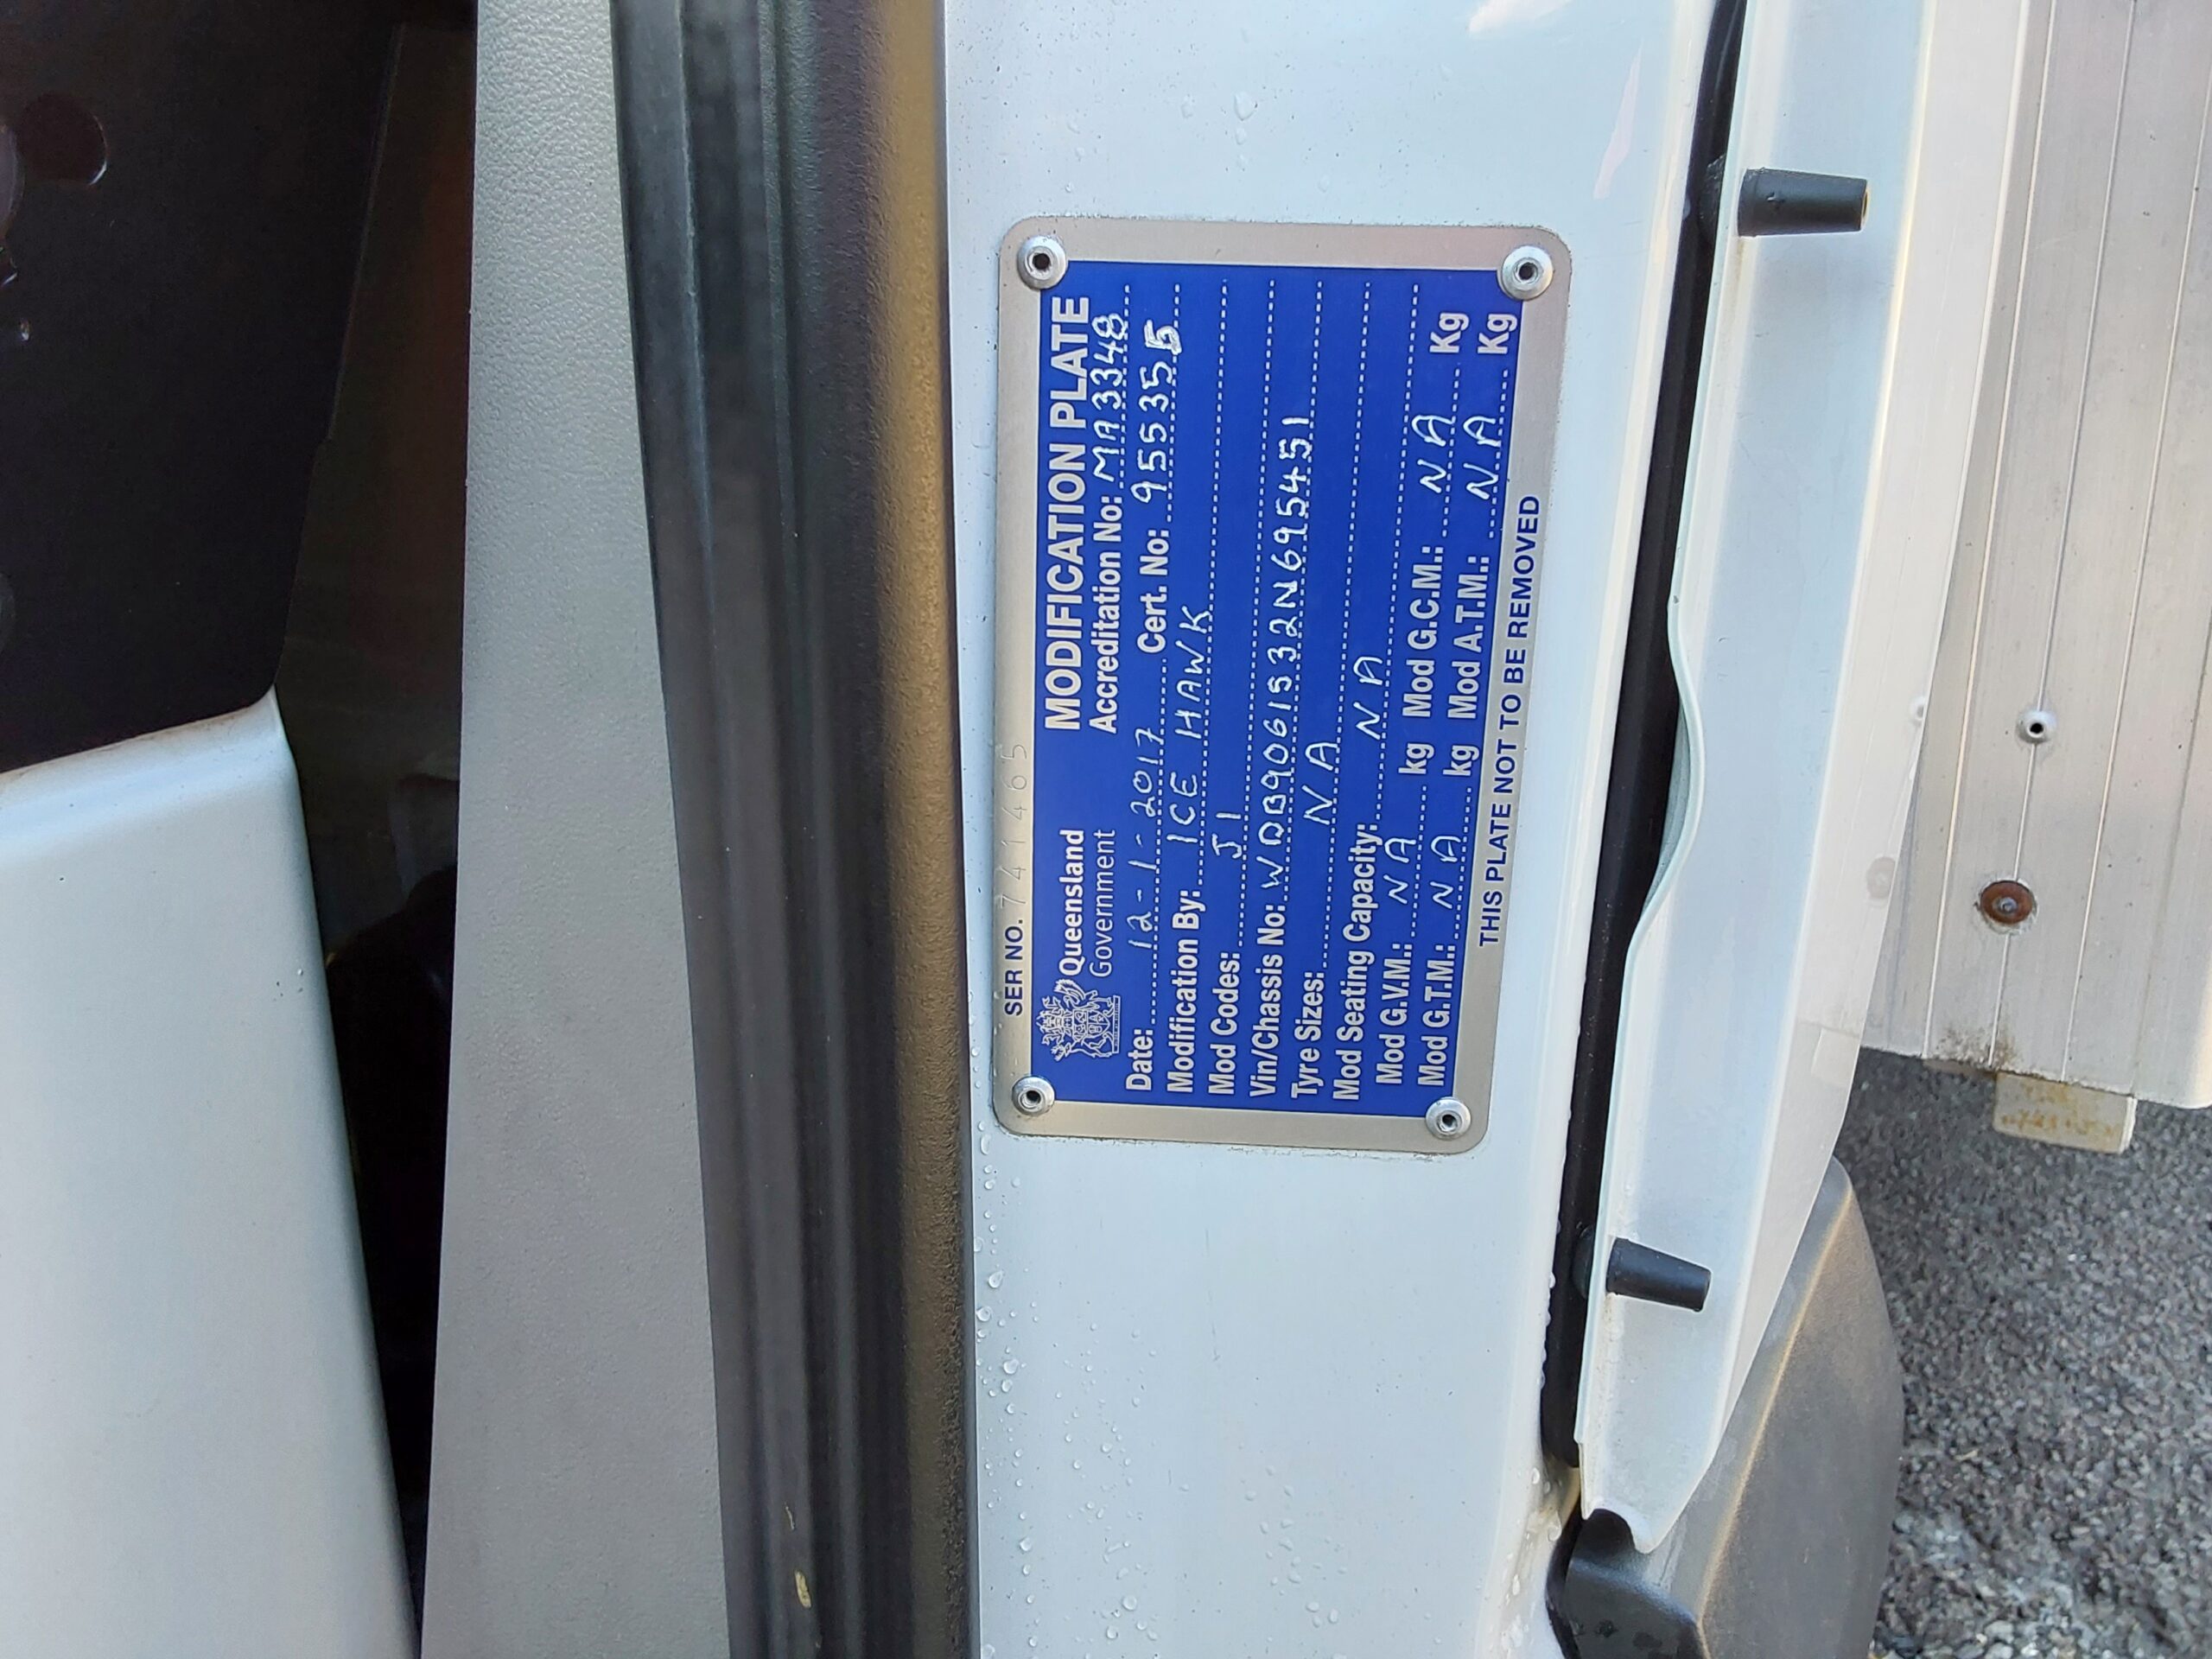 SER NO. 7741465
Queensland Government MODIFICATION PLATE
Accreditation No: MA33348
Date: 12-1-2017 Cert. No: 955355
Modification By: ICE HAWK
Mod Codes: J1
Vin/Chassis No: WDB9061532N695451
Tyre Sizes: NA
Mod Seating Capacity: NA
Mod G.V.M.: NA kg Mod G.C.M.: NA Kg
Mod G.T.M.: NA kg Mod A.T.M.: NA Kg
THIS PLATE NOT TO BE REMOVED